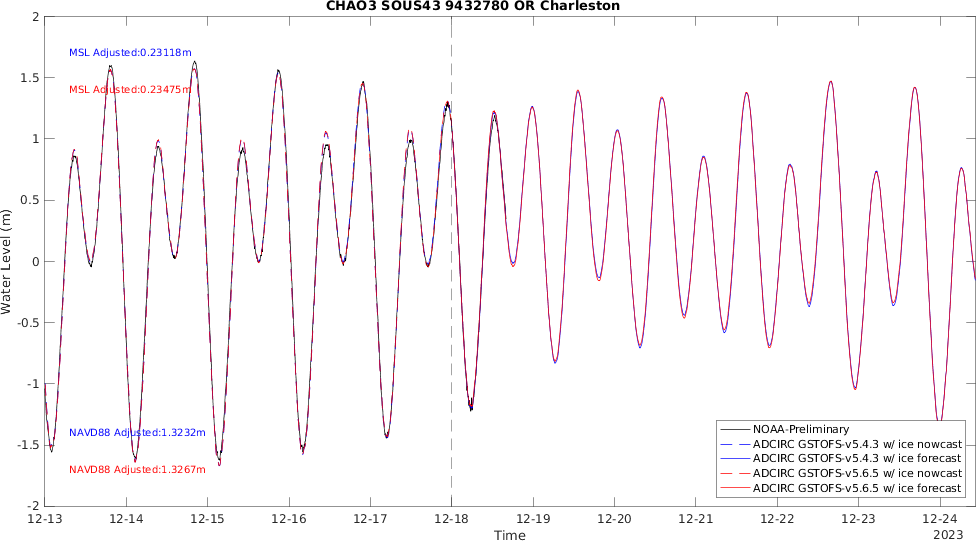 CHAO3 SOUS43 9432780 OR Charleston
2
1.5
1
0.5
0
-0.5
-1
-1.5
-2
Water Level (m)
MSL Adjusted:0.23118m
MSL Adjusted:0.23475m
NAVD88 Adjusted:1.3232m
NAVD88 Adjusted:1.3267m
NOAA-Preliminary
ADCIRC GSTOFS-v5.4.3 w/ ice nowcast
ADCIRC GSTOFS-v5.4.3 w/ ice forecast
ADCIRC GSTOFS-v5.6.5 w/ ice nowcast
ADCIRC GSTOFS-v5.6.5 w/ ice forecast
12-13 12-14 12-15 12-16 12-17 12-18 12-19 12-20 12-21 12-22 12-23 12-24
Time
2023